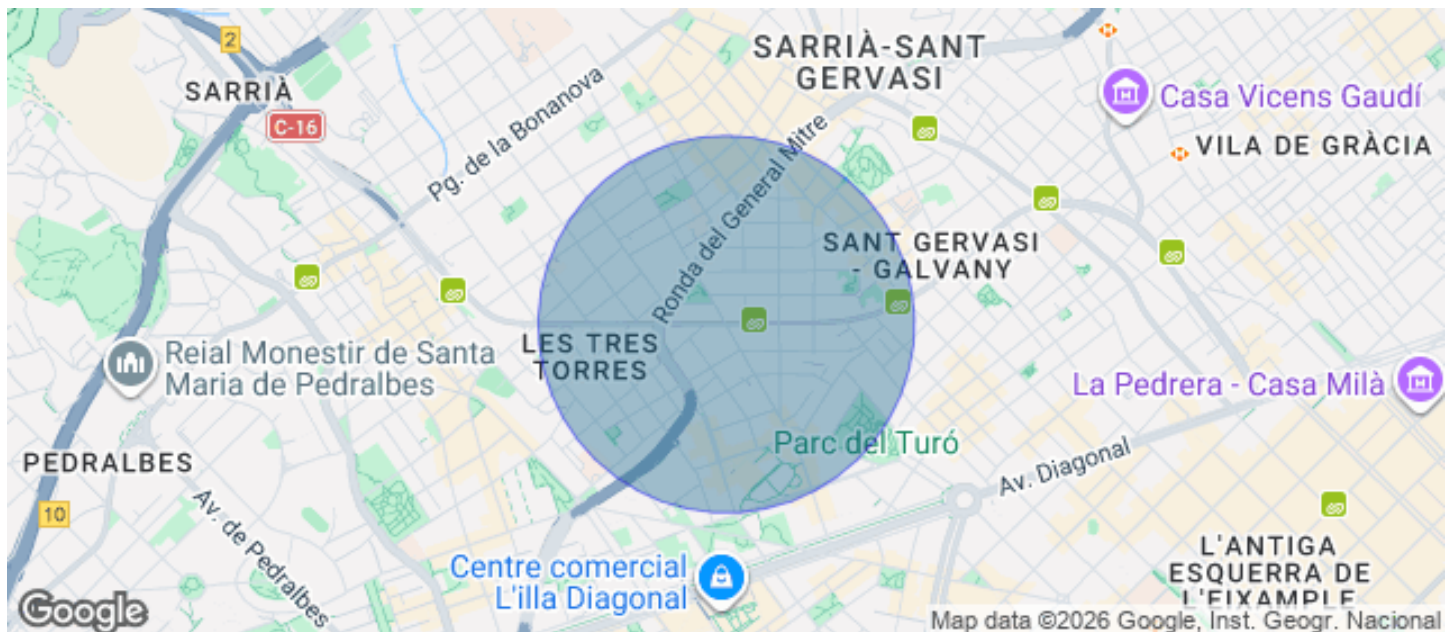 2
SARRIÀ-SANT
GERVASI
SARRIÀ
C-16
Pg. de la Bonanova
Ronda del General Mitre
Casa Vicens Gaudí
VILA DE GRÀCIA
SANT GERVASI
- GALVANY
LES TRES
TORRES
Reial Monestir de Santa
Maria de Pedralbes
La Pedrera - Casa Milà
Parc del Turó
PEDRALBES
Av. Diagonal
10
Av. de Pedralbes
Centre comercial
L'illa Diagonal
L'ANTIGA
ESQUERRA DE
L'EIXAMPLE
Google
Map data ©2026 Google, Inst. Geogr. Nacional